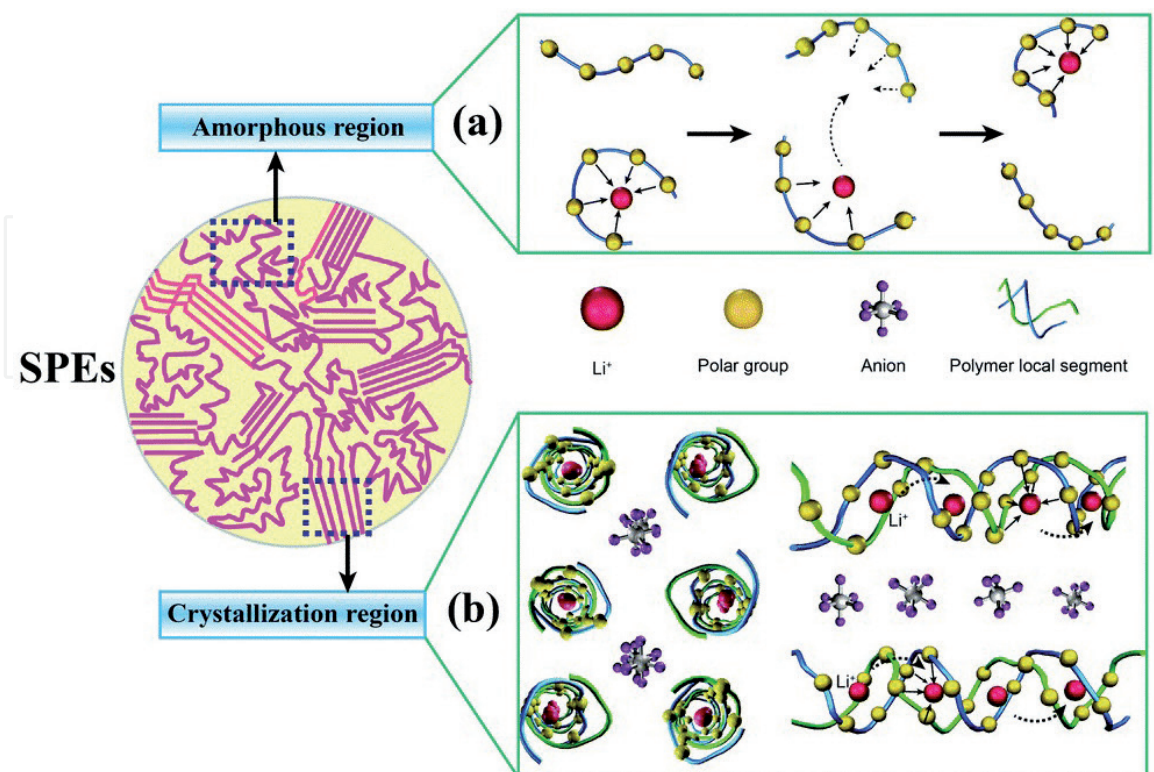 Amorphous region
(a)
SPEs
Li⁺
Polar group
Anion
Polymer local segment
Crystallization region
(b)
Li⁺
Li⁺